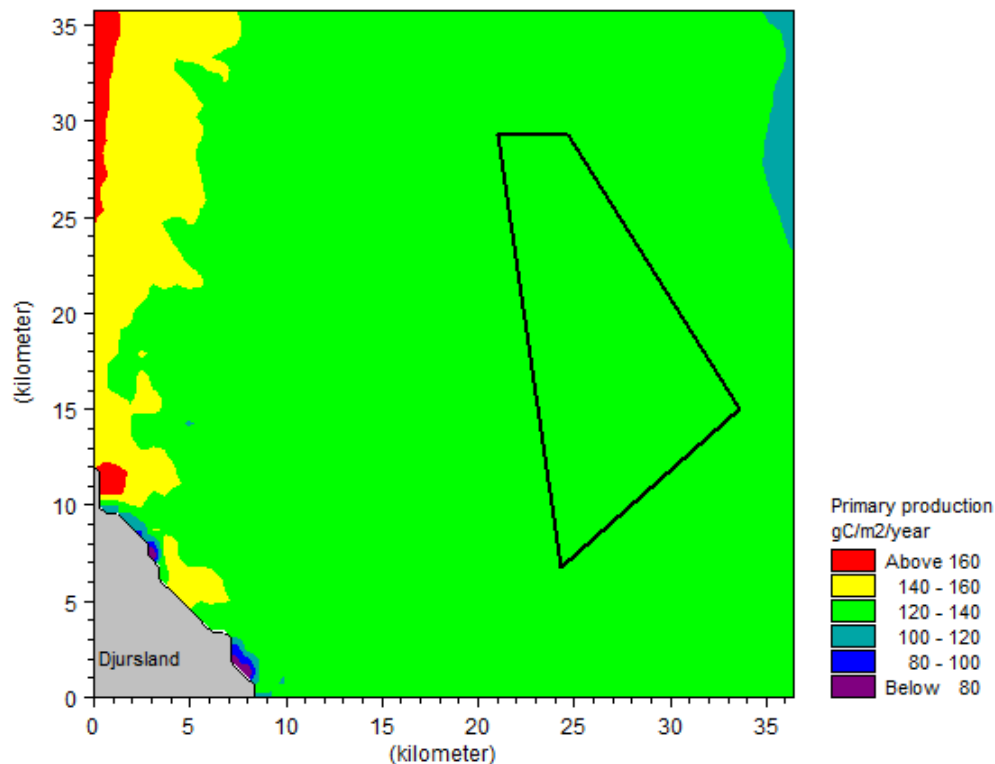 35
30
25
20
15
10
5
0
(kilometer)
Djursland
0 5 10 15 20 25 30 35
(kilometer)
Primary production
gC/m2/year
Above 160
140 - 160
120 - 140
100 - 120
80 - 100
Below 80